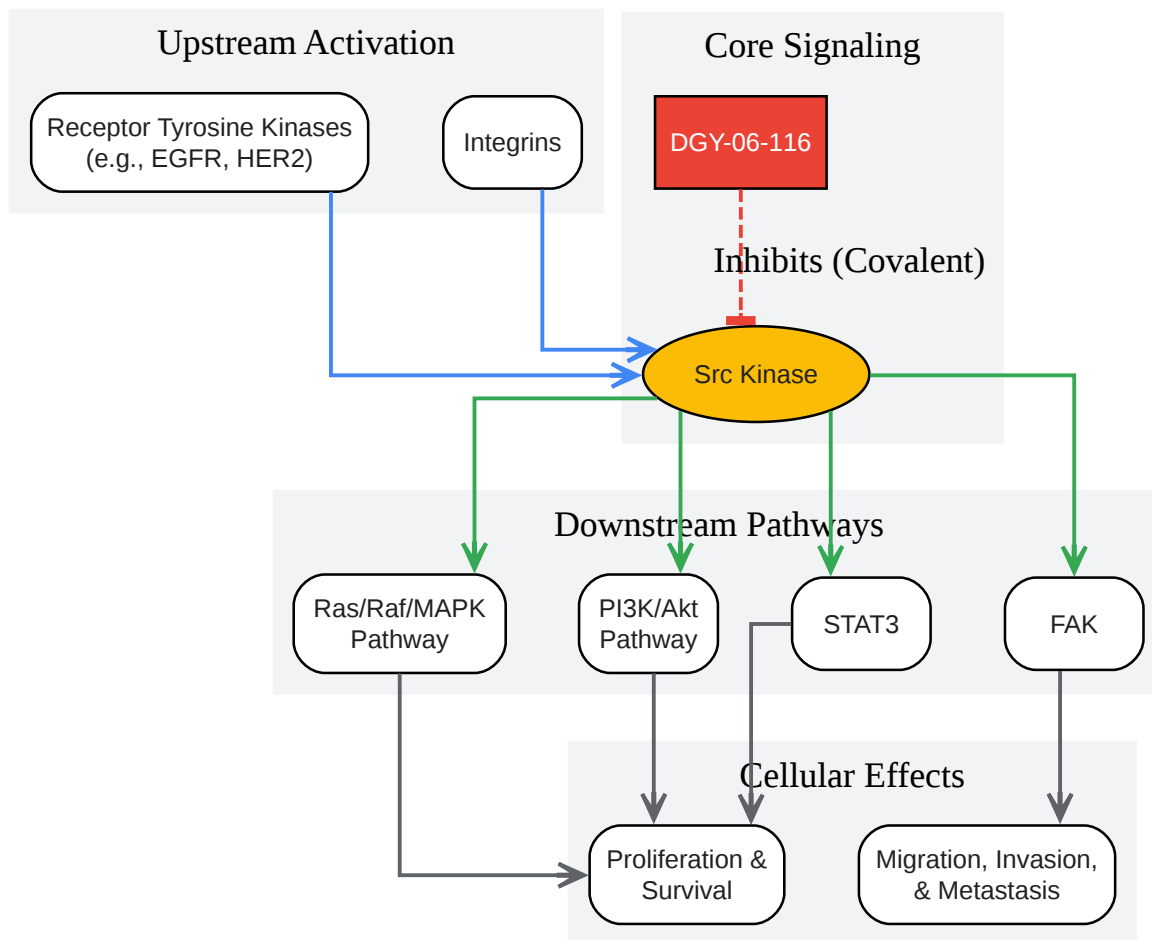 Upstream Activation
Core Signaling
Receptor Tyrosine Kinases
(e.g., EGFR, HER2)
Integrins
DGY-06-116
Inhibits (Covalent)
Src Kinase
Downstream Pathways
Ras/Raf/MAPK
Pathway
PI3K/Akt
Pathway
STAT3
FAK
Cellular Effects
Proliferation &
Survival
Migration, Invasion,
& Metastasis